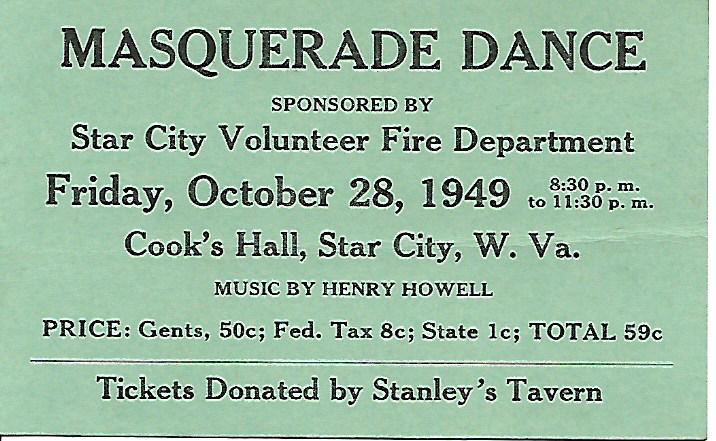 MASQUERADE DANCE
SPONSORED BY
Star City Volunteer Fire Department
Friday, October 28, 1949 8:30 p. m.
to 11:30 p. m.
Cook's Hall, Star City, W. Va.
MUSIC BY HENRY HOWELL
PRICE: Gents, 50c; Fed. Tax 8c; State 1c; TOTAL 59c
Tickets Donated by Stanley's Tavern